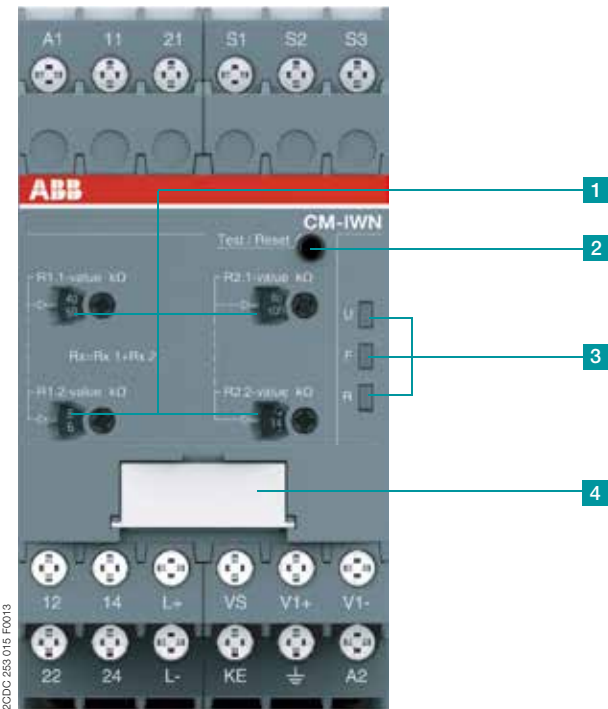 A1 11 21 S1 S2 S3
ABB
1
CM-IWN
Test / Reset
2
R1.1-value kΩ R2.1-value kΩ
U
Rx=Rx.1+Rx.2
F
3
R1.2-value kΩ R2.2-value kΩ
R
4
12 14 L+ VS V1+ V1-
22 24 L- KE A2
2CDC 253 015 F0013